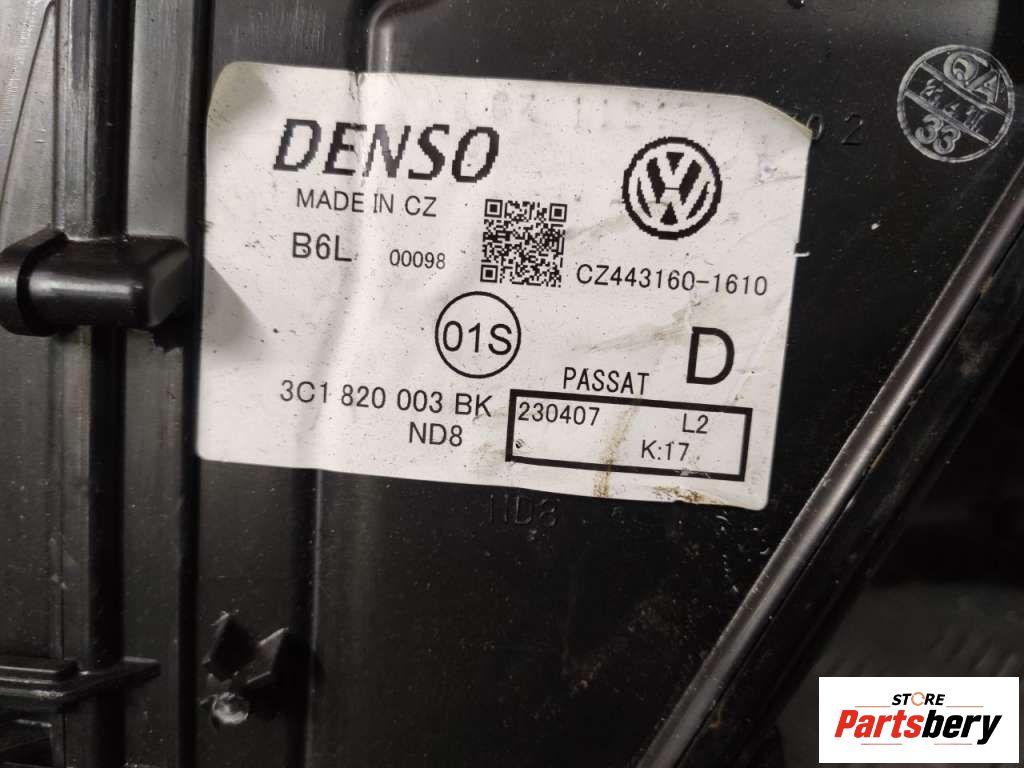 DENSO
MADE IN CZ
B6L 00098
CZ443160-1610
01S
D
PASSAT
3C1 820 003 BK
ND8
230407 L2
K:17
QA
33
ND8
STORE
Partsbery